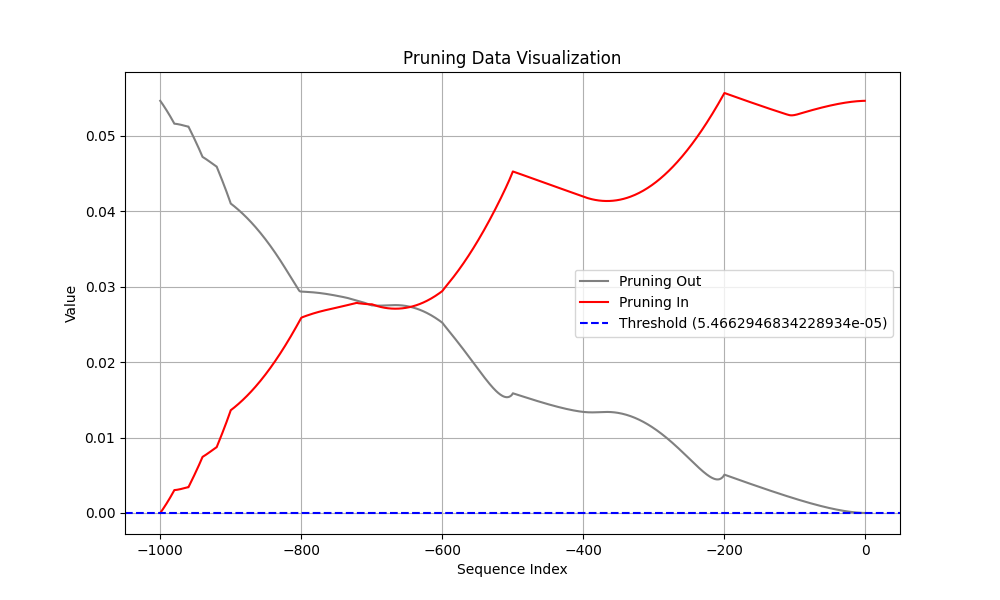 Pruning Data Visualization
Value
0.05
0.04
0.03
0.02
0.01
0.00
Pruning Out
Pruning In
Threshold (5.4662946834228934e-05)
−1000
−800
−600
−400
−200
0
Sequence Index